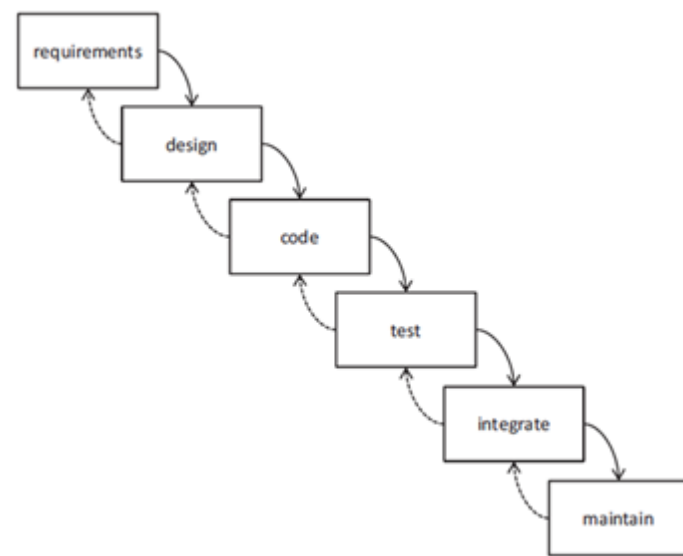 requirements
design
code
test
integrate
maintain